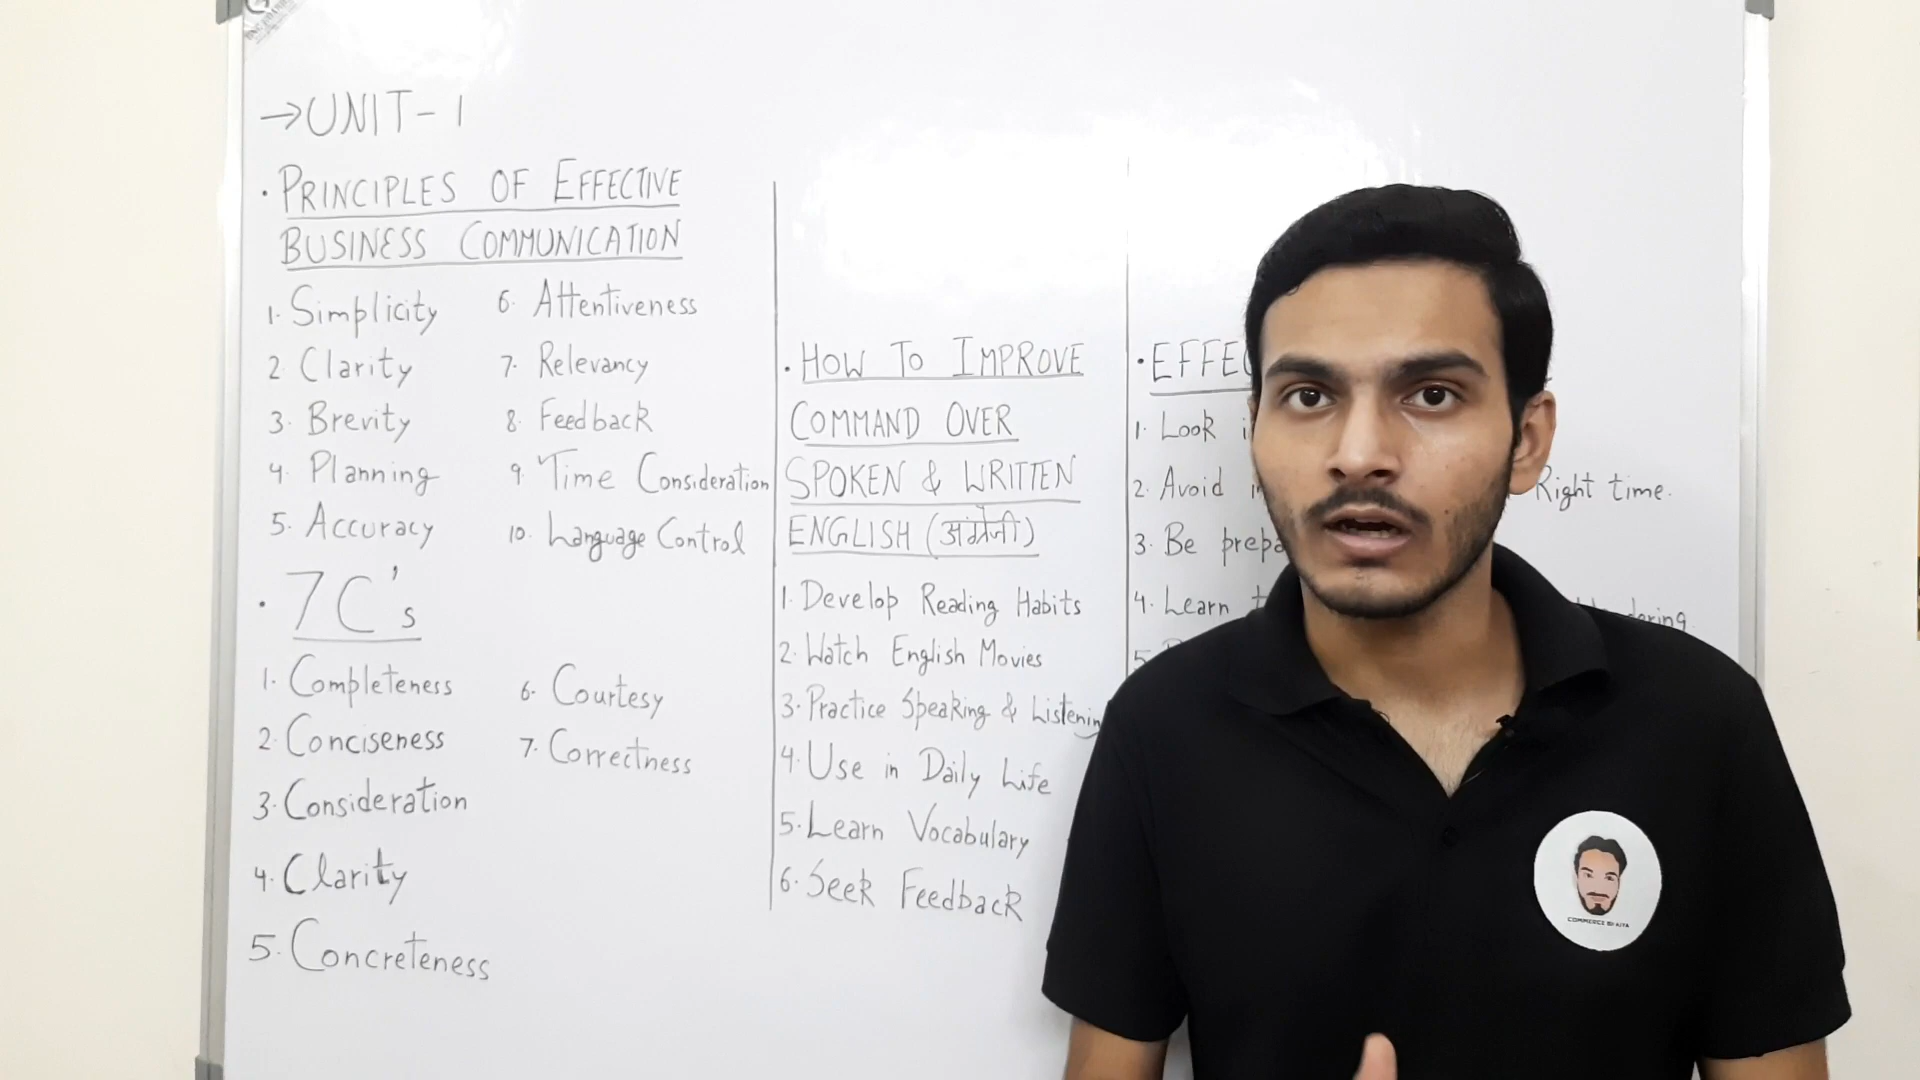 →UNIT-1
• PRINCIPLES OF EFFECTIVE
BUSINESS COMMUNICATION
1. Simplicity
2 Clarity
3. Brevity
4. Planning
5. Accuracy
6. Attentiveness
7. Relevancy
8. Feedback
9. Time Consideration
10. Language Control
• 7C's
1. Completeness
2. Conciseness
3. Consideration
4. Clarity
5. Concreteness
6. Courtesy
7. Correctness
• HOW TO IMPROVE
COMMAND OVER
SPOKEN & WRITTEN
ENGLISH (अंग्रेजी)
1. Develop Reading Habits
2. Watch English Movies
3. Practice Speaking & Listening
4. Use in Daily Life
5. Learn Vocabulary
6. Seek Feedback
• EFFEC
1. Look
2. Avoid Right time.
3. Be prepa
4. Learn
5.
COMMERCE